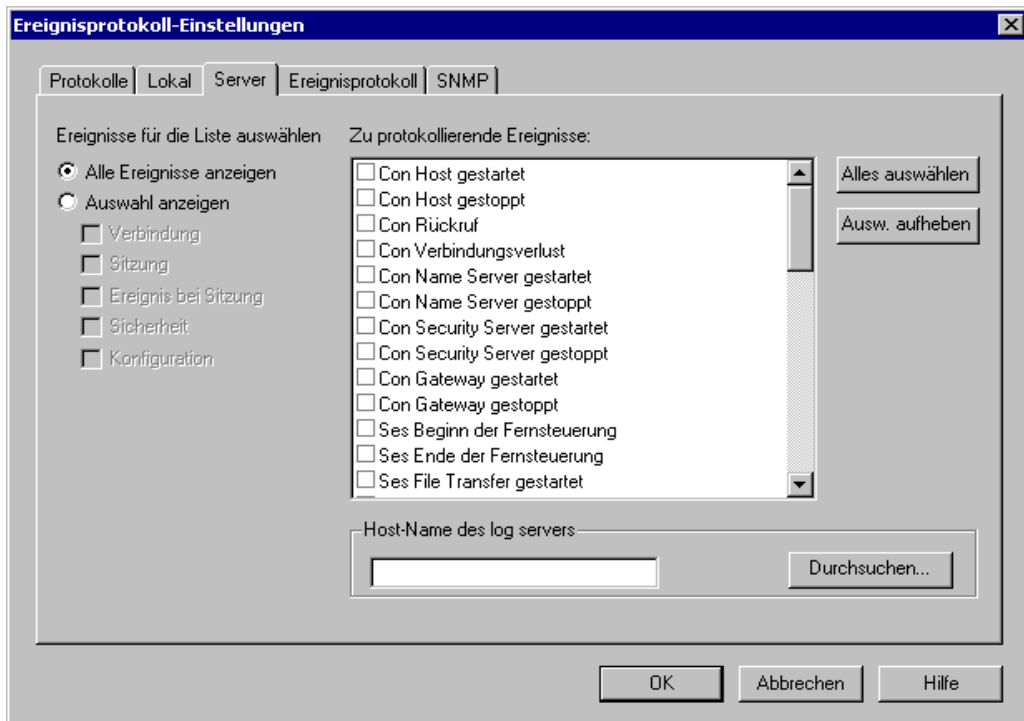 Ereignisprotokoll-Einstellungen
Protokolle Lokal Server Ereignisprotokoll SNMP
Ereignisse für die Liste auswählen
Alle Ereignisse anzeigen
Auswahl anzeigen
Verbindung
Sitzung
Ereignis bei Sitzung
Sicherheit
Konfiguration
Zu protokollierende Ereignisse:
Con Host gestartet
Con Host gestoppt
Con Rückruf
Con Verbindungsverlust
Con Name Server gestartet
Con Name Server gestoppt
Con Security Server gestartet
Con Security Server gestoppt
Con Gateway gestartet
Con Gateway gestoppt
Ses Beginn der Fernsteuerung
Ses Ende der Fernsteuerung
Ses File Transfer gestartet
Alles auswählen
Ausw. aufheben
Host-Name des log servers
Durchsuchen...
OK Abbrechen Hilfe